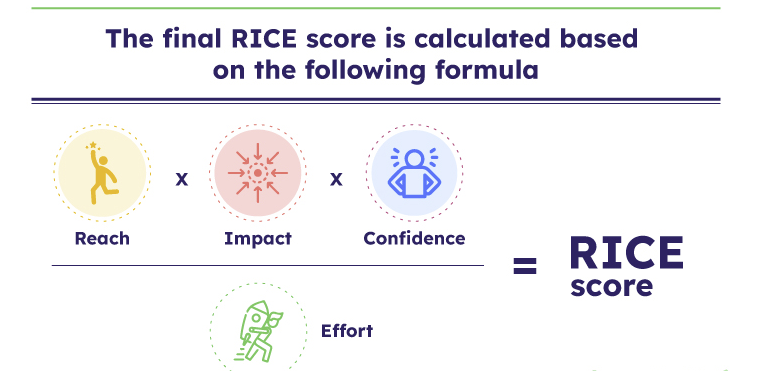 The final RICE score is calculated based
on the following formula
x
x
Reach
Impact
Confidence
=
RICE
score
Effort